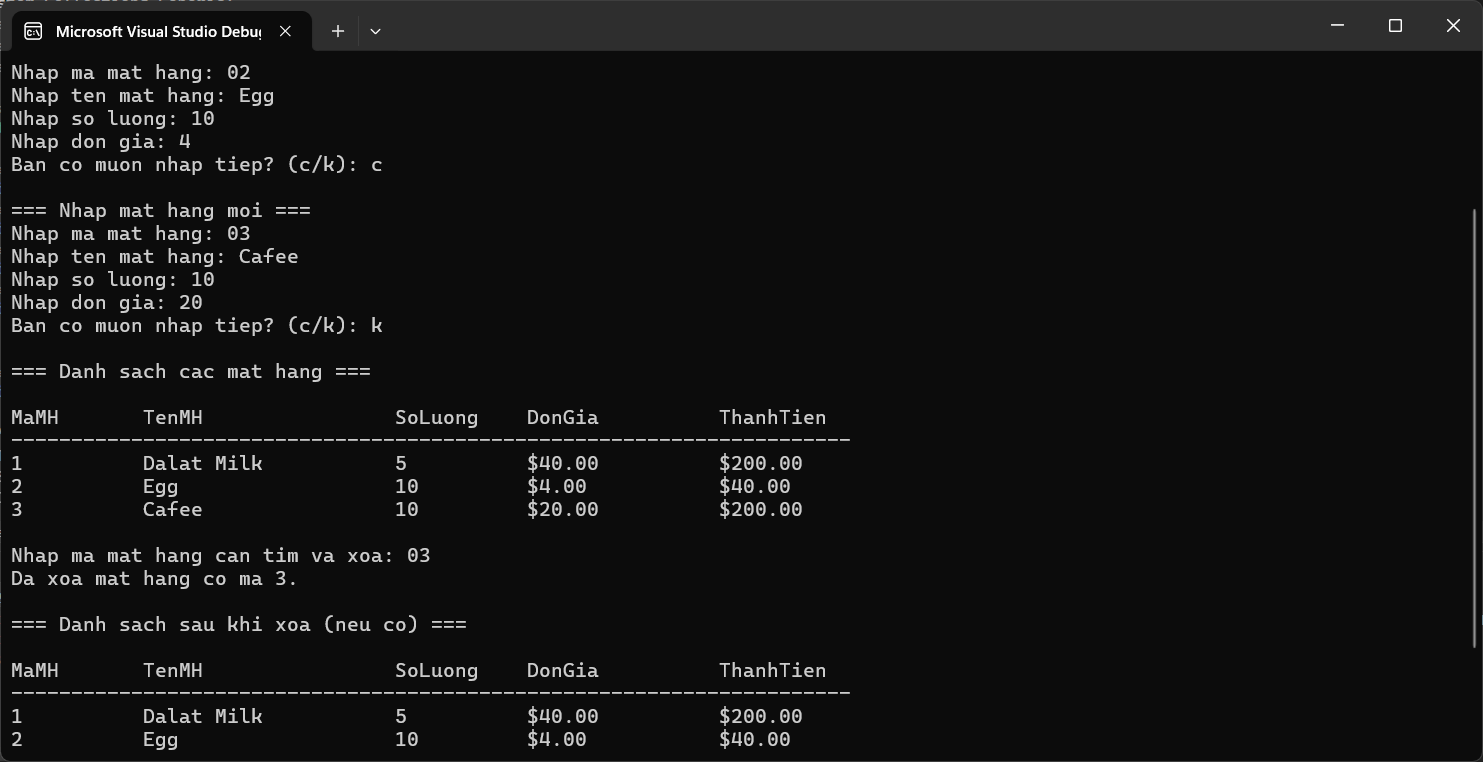 Microsoft Visual Studio Debug
Nhap ma mat hang: 02
Nhap ten mat hang: Egg
Nhap so luong: 10
Nhap don gia: 4
Ban co muon nhap tiep? (c/k): c
=== Nhap mat hang moi ===
Nhap ma mat hang: 03
Nhap ten mat hang: Cafee
Nhap so luong: 10
Nhap don gia: 20
Ban co muon nhap tiep? (c/k): k
=== Danh sach cac mat hang ===
MaMH TenMH SoLuong DonGia ThanhTien
----------------------------------------------------------------------
1 Dalat Milk 5 $40.00 $200.00
2 Egg 10 $4.00 $40.00
3 Cafee 10 $20.00 $200.00
Nhap ma mat hang can tim va xoa: 03
Da xoa mat hang co ma 3.
=== Danh sach sau khi xoa (neu co) ===
MaMH TenMH SoLuong DonGia ThanhTien
----------------------------------------------------------------------
1 Dalat Milk 5 $40.00 $200.00
2 Egg 10 $4.00 $40.00